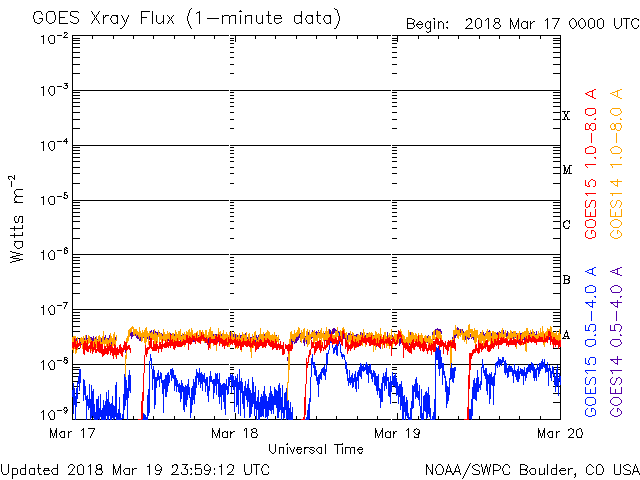 GOES Xray Flux (1-minute data)
Begin: 2018 Mar 17 0000 UTC
10⁻²
10⁻³
10⁻⁴
10⁻⁵
10⁻⁶
10⁻⁷
10⁻⁸
10⁻⁹
Watts m⁻²
X
M
C
B
A
GOES15 1.0-8.0 A
GOES14 1.0-8.0 A
GOES15 0.5-4.0 A
GOES14 0.5-4.0 A
Mar 17
Mar 18
Mar 19
Mar 20
Universal Time
Updated 2018 Mar 19 23:59:12 UTC
NOAA/SWPC Boulder, CO USA